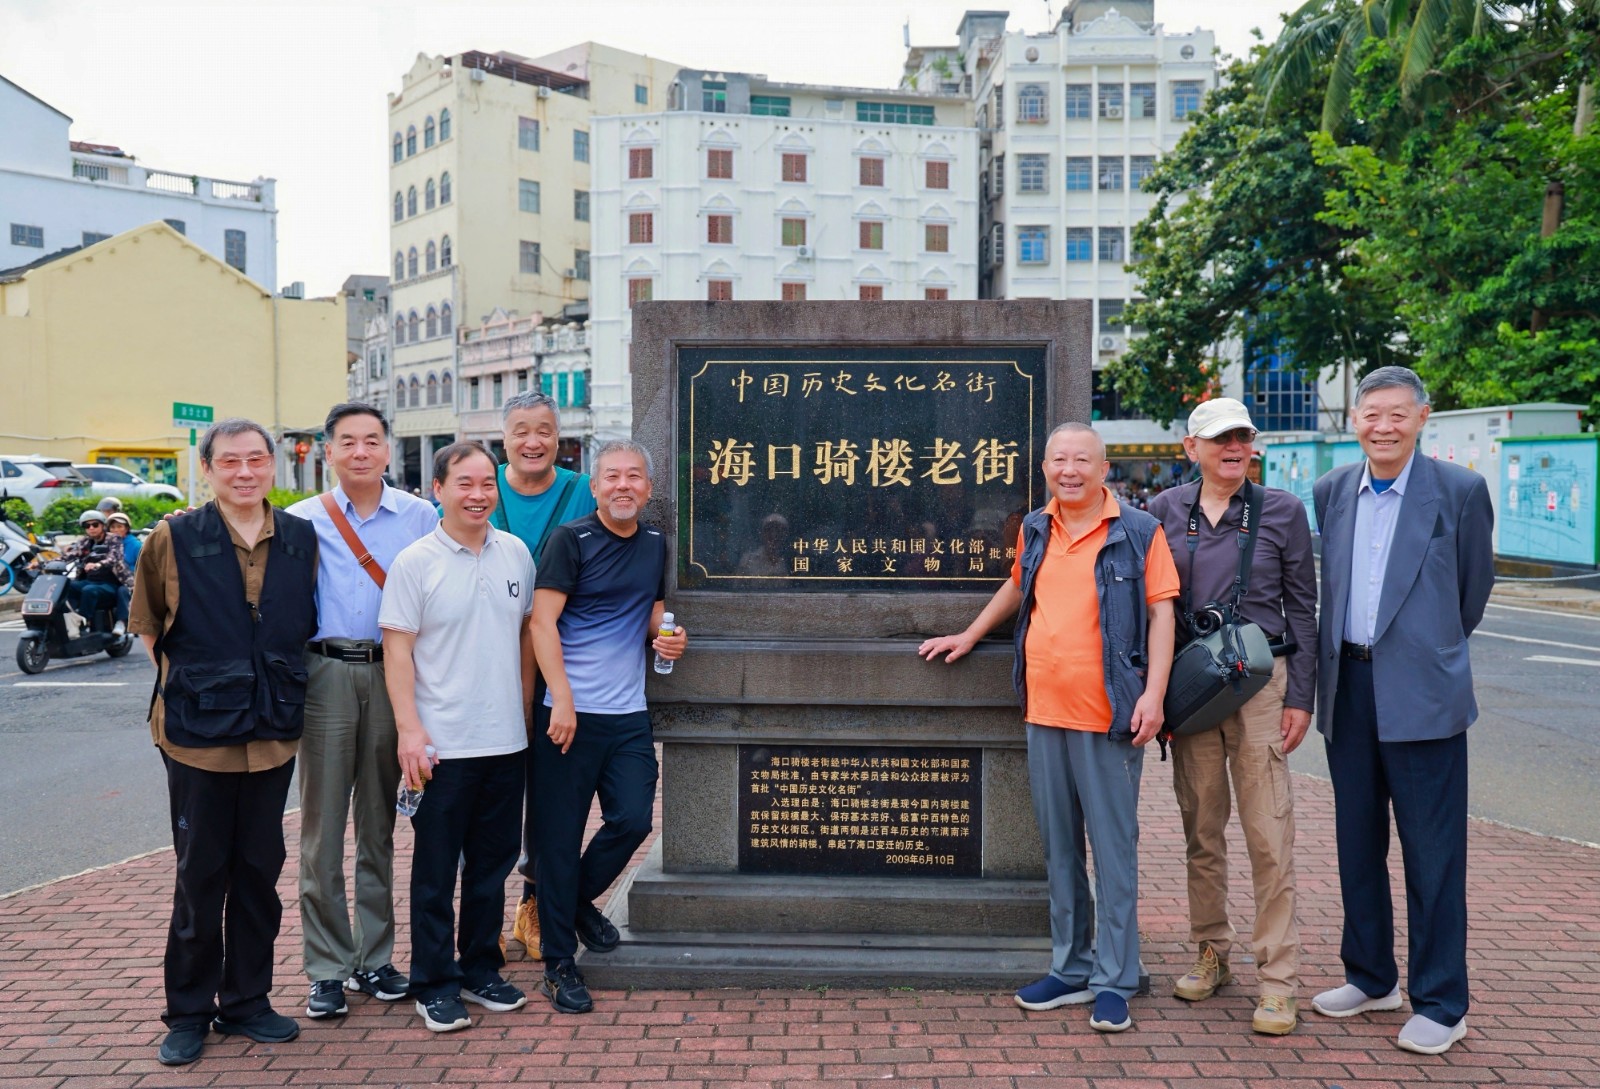 中国历史文化名街
海口骑楼老街
中华人民共和国文化部
国家文物局
批准
海口骑楼老街经中华人民共和国文化部和国家
文物局批准，由专家学术委员会和公众投票被评为
首批“中国历史文化名街”。
入选理由是：海口骑楼老街是现今国内骑楼建
筑保留规模最大、保存基本完好、极富中西特色的
历史文化街区。街道两侧是近百年历史的充满南洋
建筑风情的骑楼，串起了海口变迁的历史。
2009年6月10日
SONY
α7